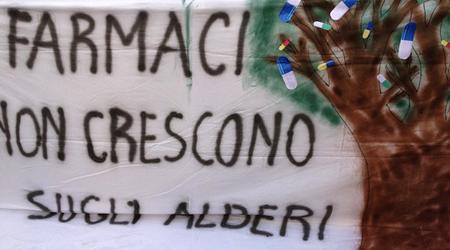 FARMACI
NON CRESCONO
SUGLI ALBERI